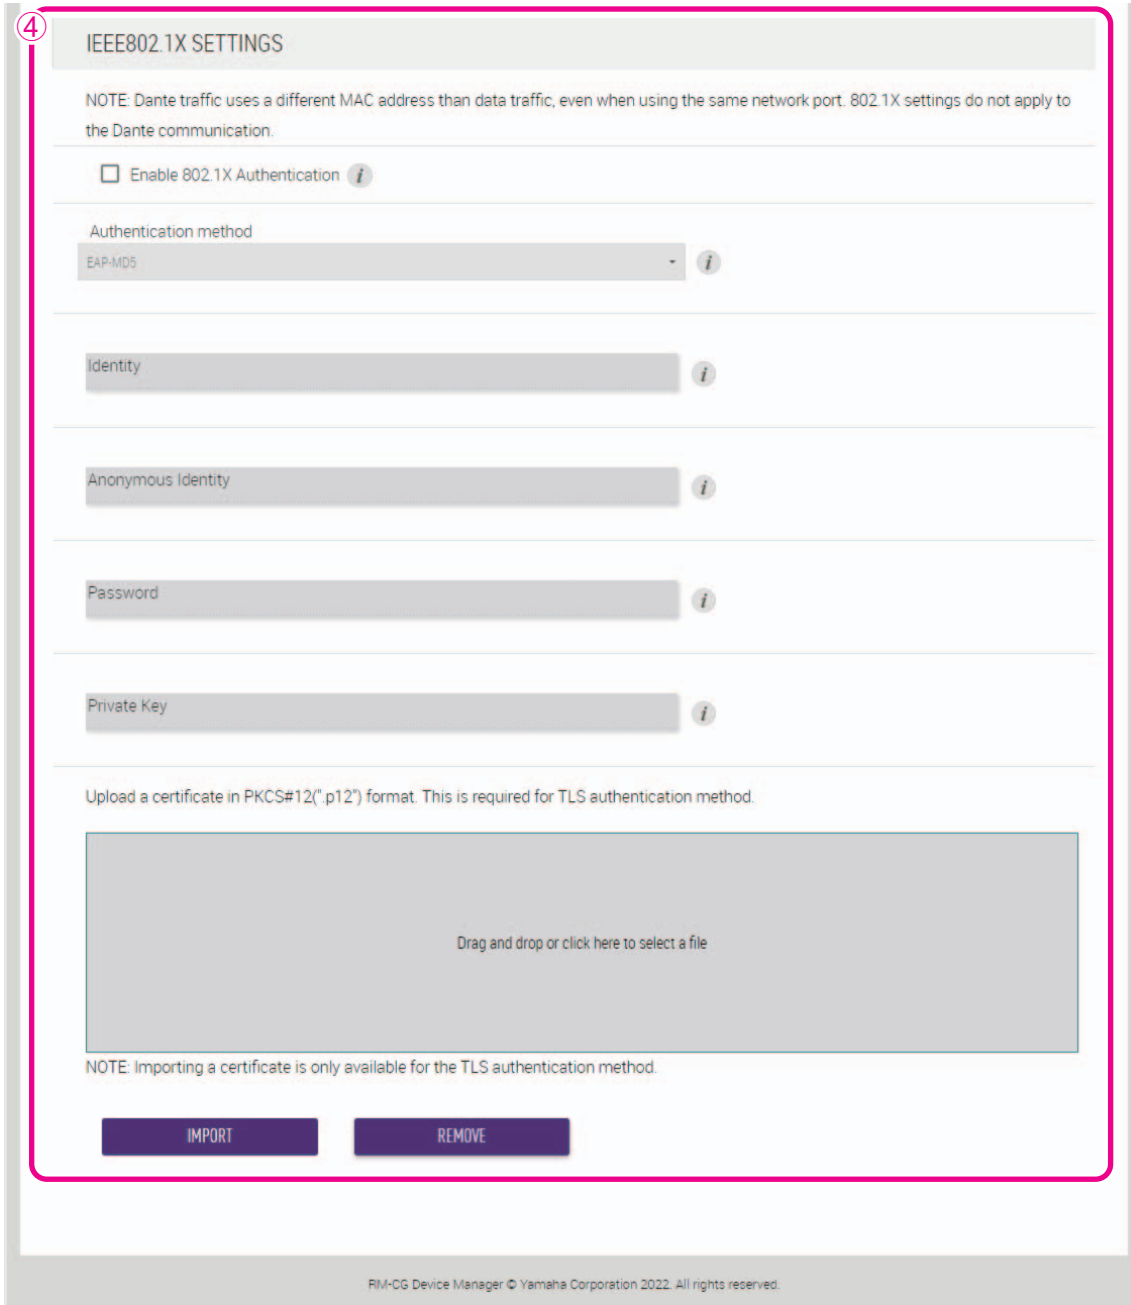 ④
IEEE802.1X SETTINGS
NOTE: Dante traffic uses a different MAC address than data traffic, even when using the same network port. 802.1X settings do not apply to
the Dante communication.
Enable 802.1X Authentication i
Authentication method
EAP-MD5 i
Identity i
Anonymous Identity i
Password i
Private Key i
Upload a certificate in PKCS#12(".p12") format. This is required for TLS authentication method.
Drag and drop or click here to select a file
NOTE: Importing a certificate is only available for the TLS authentication method.
IMPORT REMOVE
RM-CG Device Manager © Yamaha Corporation 2022. All rights reserved.